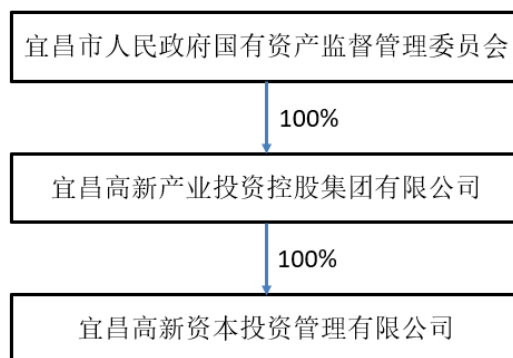 宜昌市人民政府国有资产监督管理委员会
100%
宜昌高新产业投资控股集团有限公司
100%
宜昌高新资本投资管理有限公司